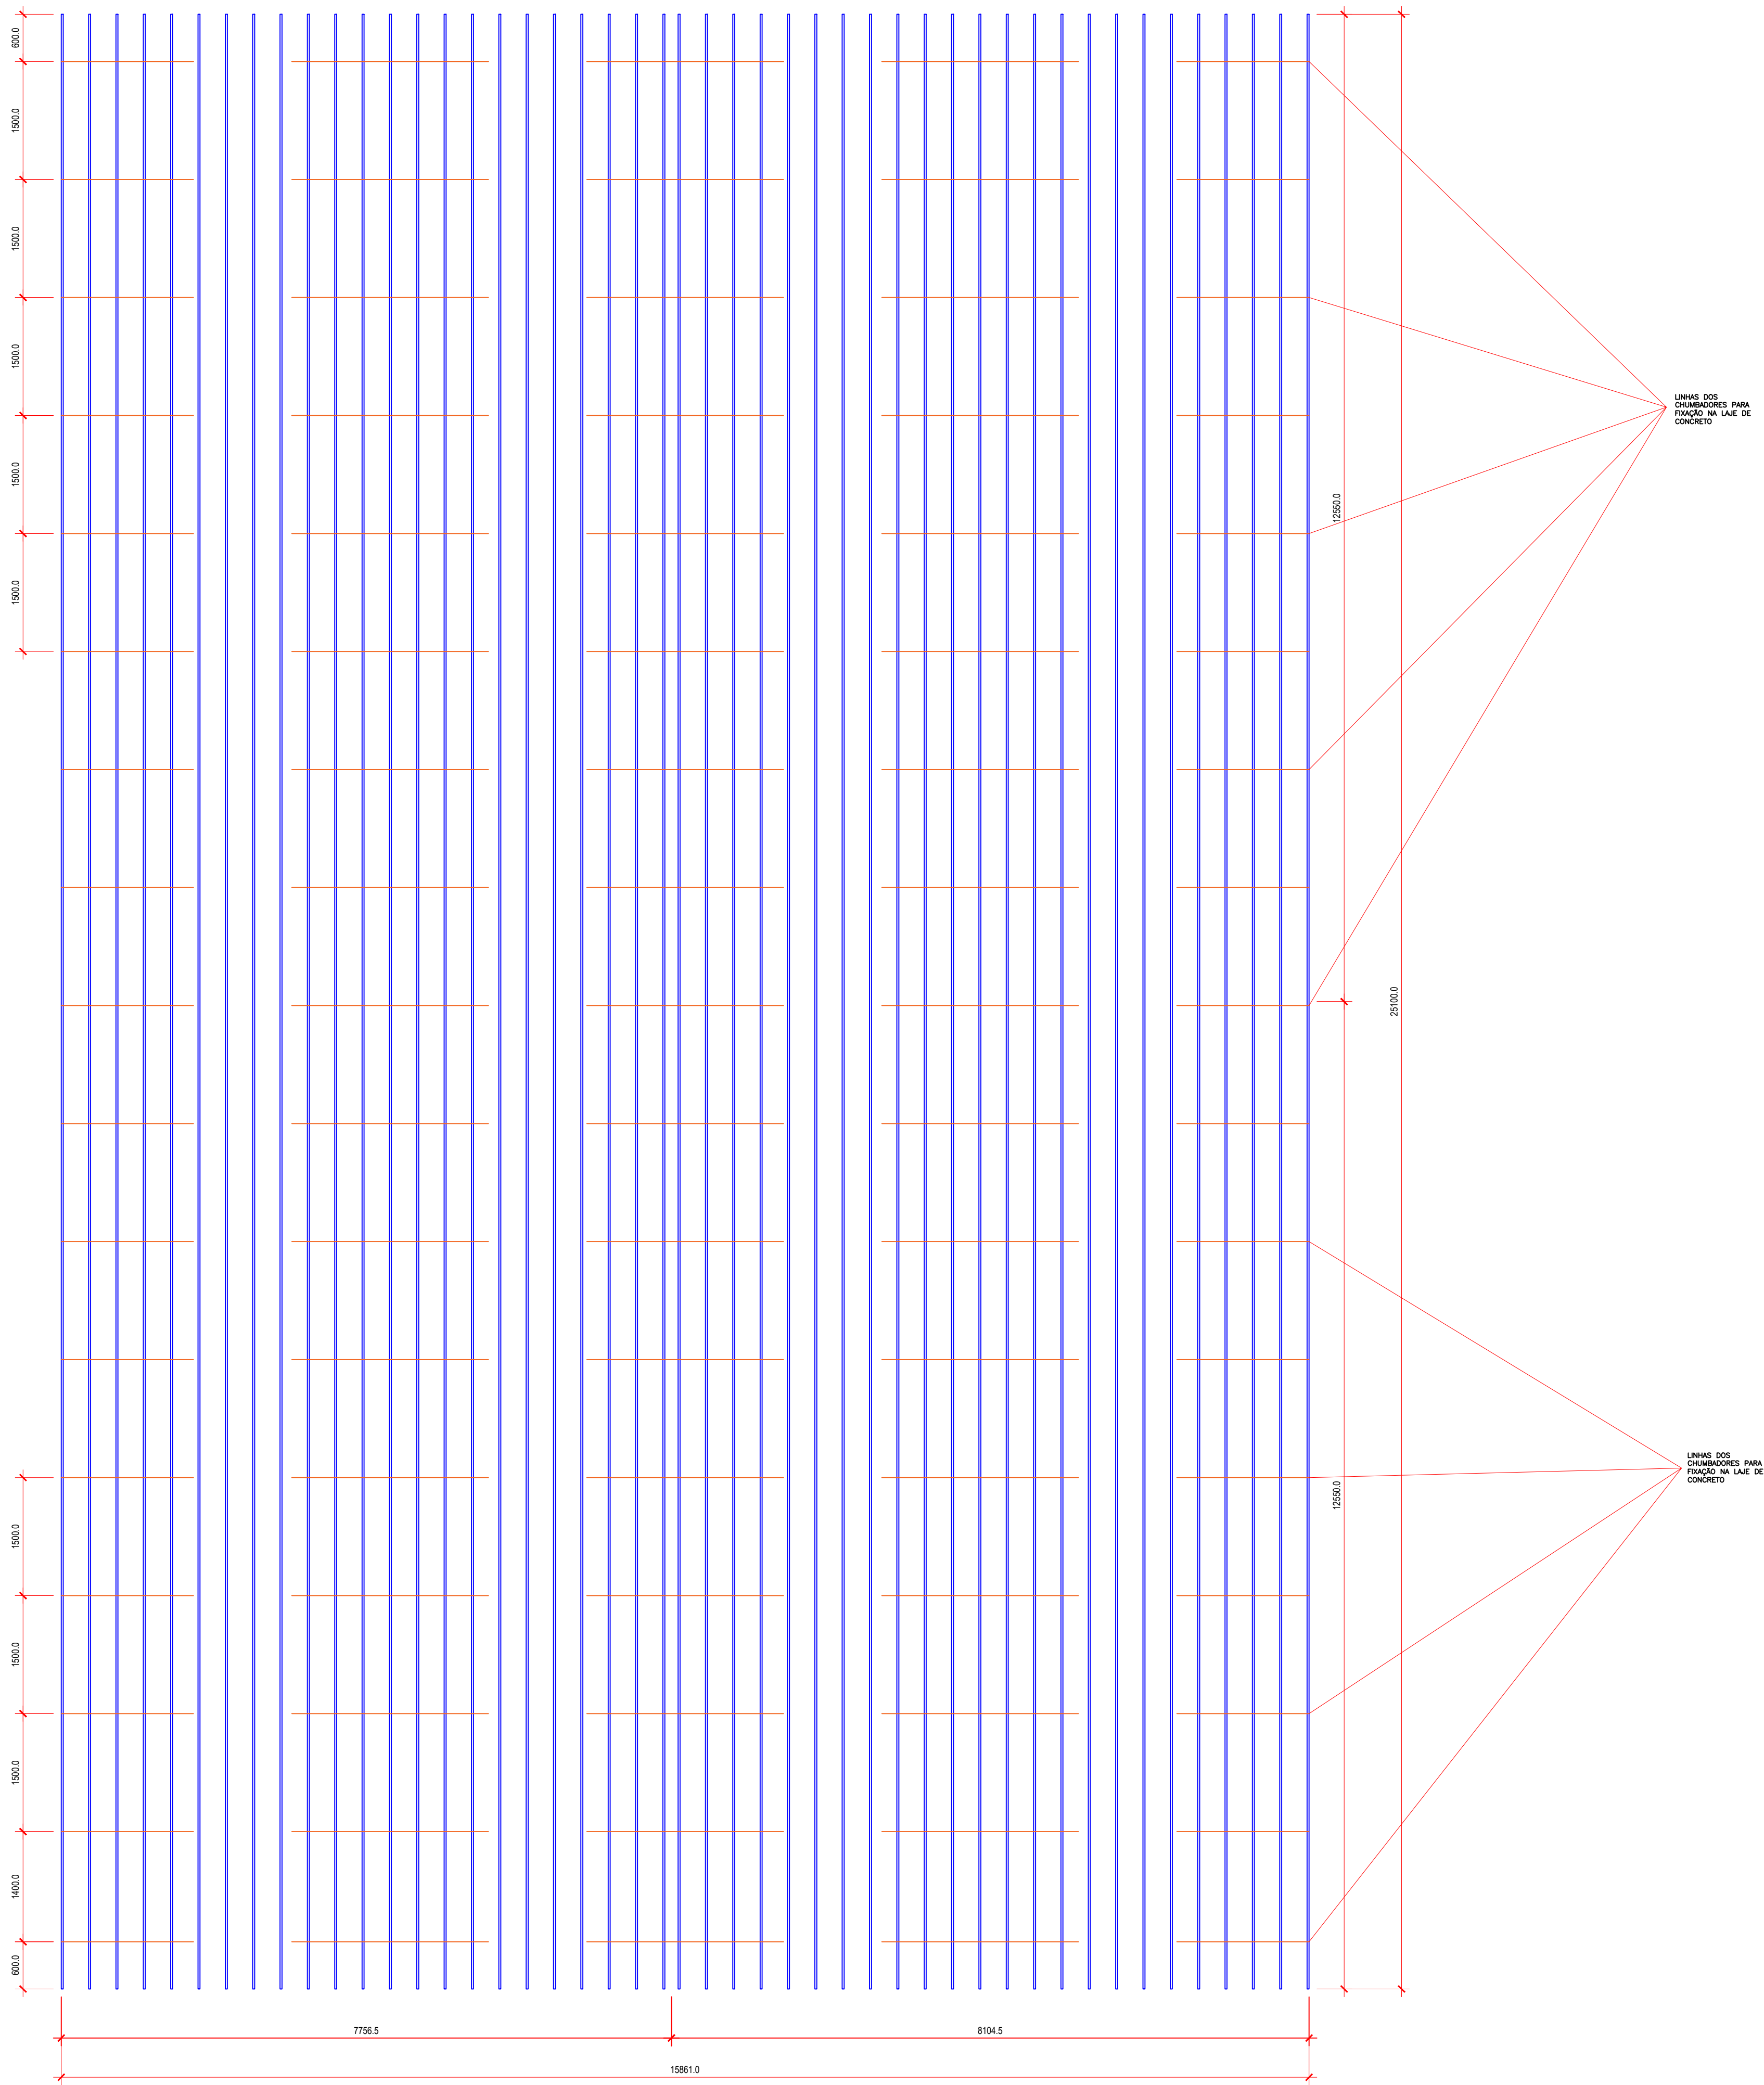 600.0
1500.0
1500.0
1500.0
1500.0
1500.0
LINHAS DOS
CHUMBADORES PARA
FIXAÇÃO NA LAJE DE
CONCRETO
12550.0
25100.0
LINHAS DOS
CHUMBADORES PARA
FIXAÇÃO NA LAJE DE
CONCRETO
12550.0
1500.0
1500.0
1500.0
1400.0
600.0
7756.5
8104.5
15861.0